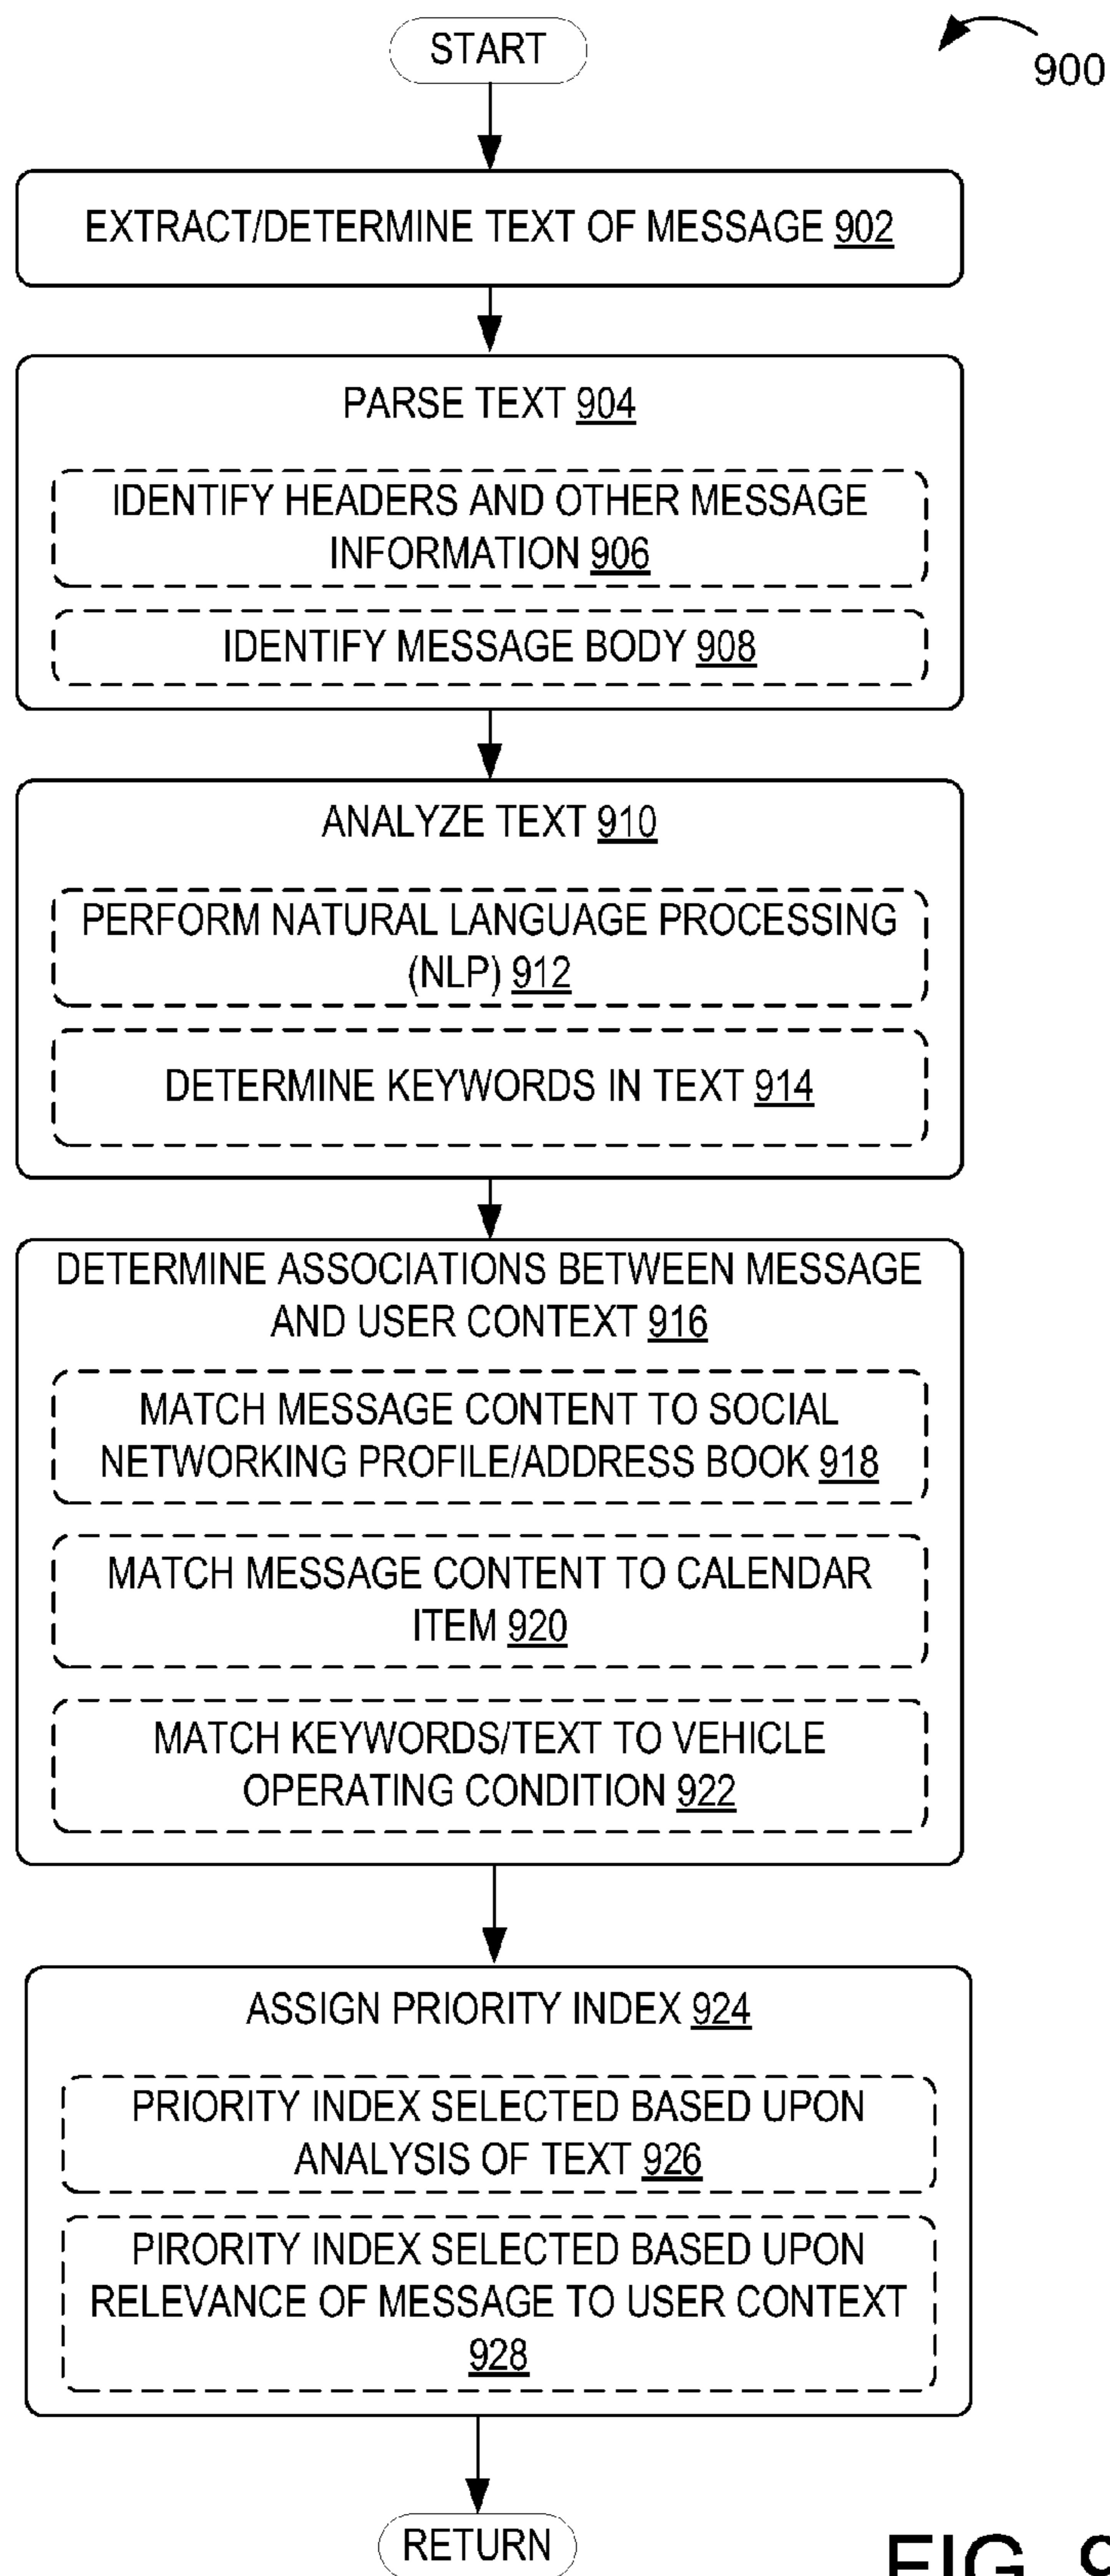 START
900
EXTRACT/DETERMINE TEXT OF MESSAGE 902
PARSE TEXT 904
IDENTIFY HEADERS AND OTHER MESSAGE
INFORMATION 906
IDENTIFY MESSAGE BODY 908
ANALYZE TEXT 910
PERFORM NATURAL LANGUAGE PROCESSING
(NLP) 912
DETERMINE KEYWORDS IN TEXT 914
DETERMINE ASSOCIATIONS BETWEEN MESSAGE
AND USER CONTEXT 916
MATCH MESSAGE CONTENT TO SOCIAL
NETWORKING PROFILE/ADDRESS BOOK 918
MATCH MESSAGE CONTENT TO CALENDAR
ITEM 920
MATCH KEYWORDS/TEXT TO VEHICLE
OPERATING CONDITION 922
ASSIGN PRIORITY INDEX 924
PRIORITY INDEX SELECTED BASED UPON
ANALYSIS OF TEXT 926
PIRORITY INDEX SELECTED BASED UPON
RELEVANCE OF MESSAGE TO USER CONTEXT
928
RETURN
FIG. 9